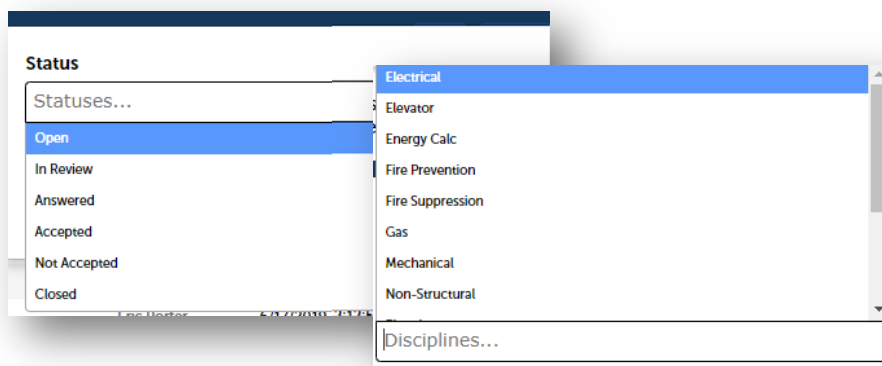 Status
Statuses...
Open
In Review
Answered
Accepted
Not Accepted
Closed
Electrical
Elevator
Energy Calc
Fire Prevention
Fire Suppression
Gas
Mechanical
Non-Structural
Disciplines...